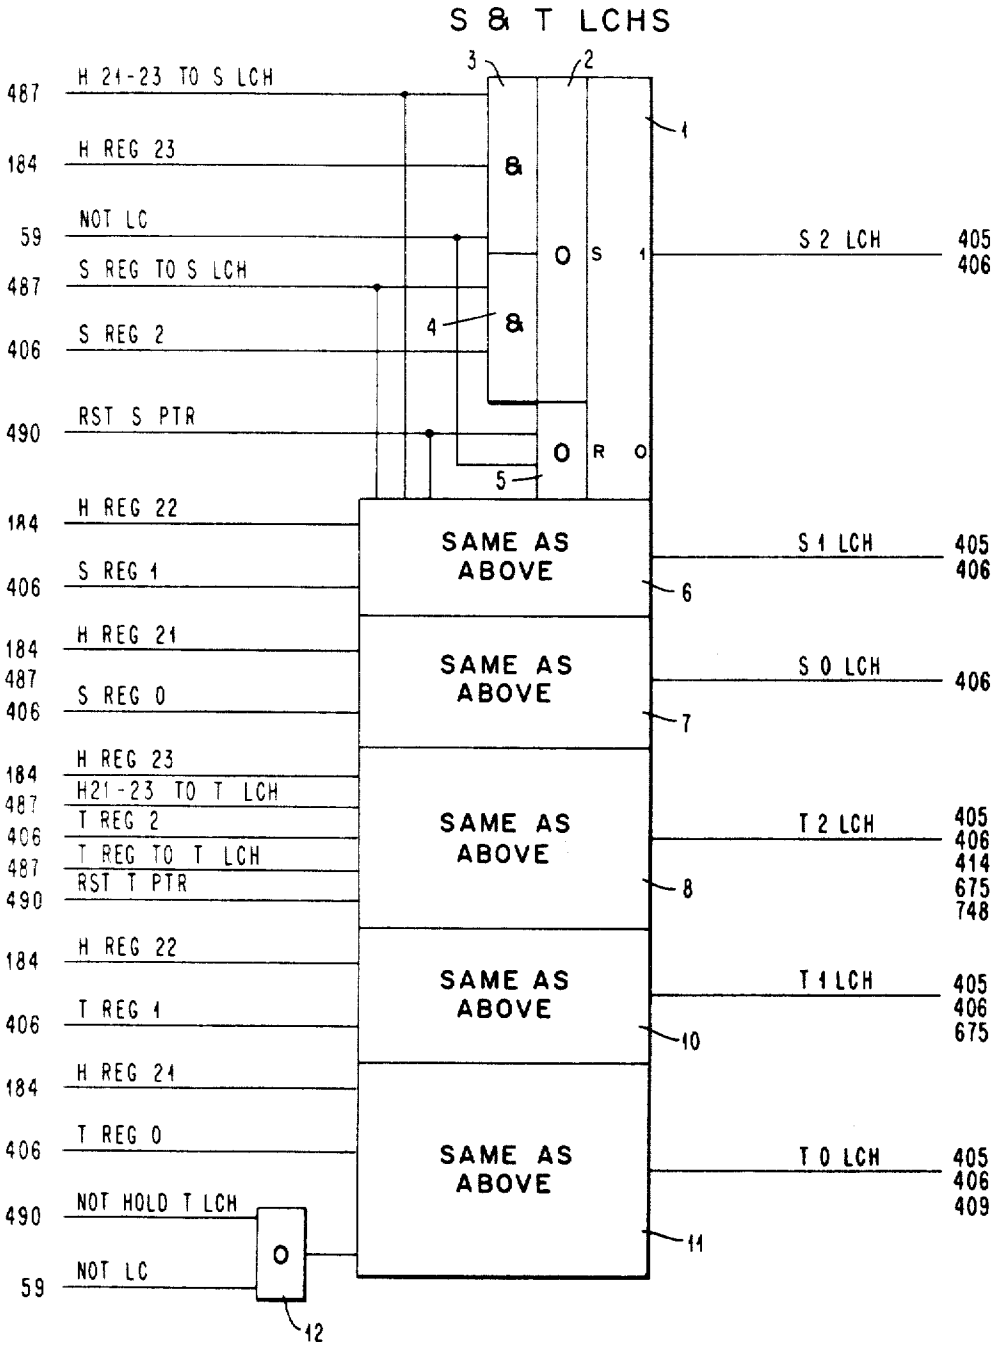 S & T LCHS
3
2
487 H 21-23 TO S LCH
1
184 H REG 23
&
59 NOT LC
O S 1
S 2 LCH 405
406
487 S REG TO S LCH
4
&
406 S REG 2
490 RST S PTR
O R O
5
184 H REG 22
SAME AS
ABOVE
S 1 LCH 405
406
406 S REG 1
6
184 H REG 21
487
SAME AS
ABOVE
S 0 LCH 406
406 S REG 0
7
184 H REG 23
487 H21-23 TO T LCH
406 T REG 2
487 T REG TO T LCH
490 RST T PTR
SAME AS
ABOVE
8
T 2 LCH 405
406
414
675
748
184 H REG 22
SAME AS
ABOVE
T 1 LCH 405
406
675
406 T REG 1
10
184 H REG 21
406 T REG 0
SAME AS
ABOVE
T 0 LCH 405
406
409
490 NOT HOLD T LCH
O
11
59 NOT LC
12